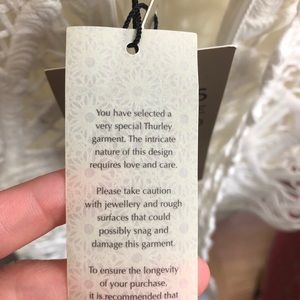 You have selected a
very special Thurley
garment. The intricate
nature of this design
requires love and care.
Please take caution
with jewellery and rough
surfaces that could
possibly snag and
damage this garment.
To ensure the longevity
of your purchase,
it is recommended that